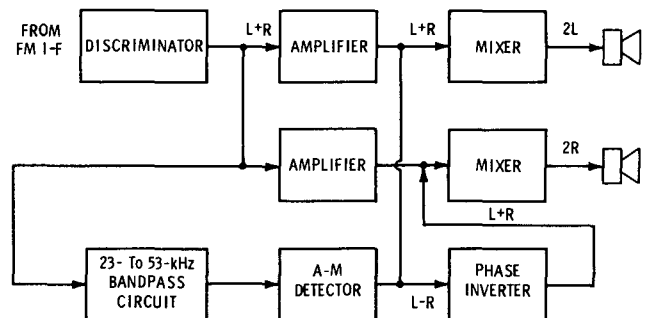 FROM
FM I-F
DISCRIMINATOR
L+R
AMPLIFIER
L+R
MIXER
2L
AMPLIFIER
MIXER
2R
L+R
23- To 53-kHz
BANDPASS
CIRCUIT
A-M
DETECTOR
L-R
PHASE
INVERTER